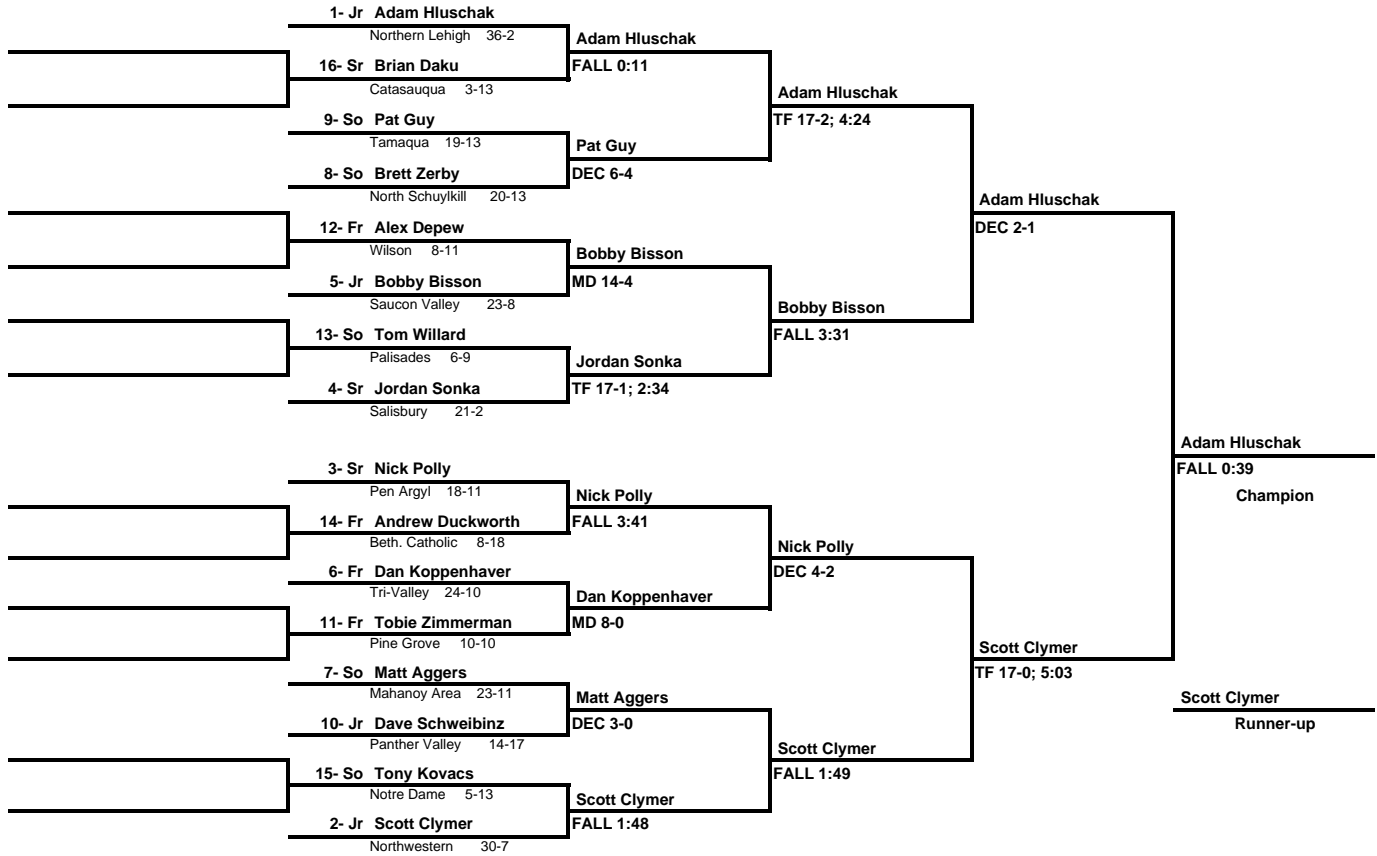 1- Jr Adam Hluschak
Northern Lehigh 36-2
16- Sr Brian Daku
Catasauqua 3-13
9- So Pat Guy
Tamaqua 19-13
8- So Brett Zerby
North Schuylkill 20-13
12- Fr Alex Depew
Wilson 8-11
5- Jr Bobby Bisson
Saucon Valley 23-8
13- So Tom Willard
Palisades 6-9
4- Sr Jordan Sonka
Salisbury 21-2
3- Sr Nick Polly
Pen Argyl 18-11
14- Fr Andrew Duckworth
Beth. Catholic 8-18
6- Fr Dan Koppenhaver
Tri-Valley 24-10
11- Fr Tobie Zimmerman
Pine Grove 10-10
7- So Matt Aggers
Mahanoy Area 23-11
10- Jr Dave Schweibinz
Panther Valley 14-17
15- So Tony Kovacs
Notre Dame 5-13
2- Jr Scott Clymer
Northwestern 30-7
Adam Hluschak
FALL 0:11
Pat Guy
DEC 6-4
Bobby Bisson
MD 14-4
Jordan Sonka
TF 17-1; 2:34
Nick Polly
FALL 3:41
Dan Koppenhaver
MD 8-0
Matt Aggers
DEC 3-0
Scott Clymer
FALL 1:48
Adam Hluschak
TF 17-2; 4:24
Bobby Bisson
FALL 3:31
Nick Polly
DEC 4-2
Scott Clymer
FALL 1:49
Adam Hluschak
DEC 2-1
Scott Clymer
TF 17-0; 5:03
Adam Hluschak
FALL 0:39
Champion
Scott Clymer
Runner-up